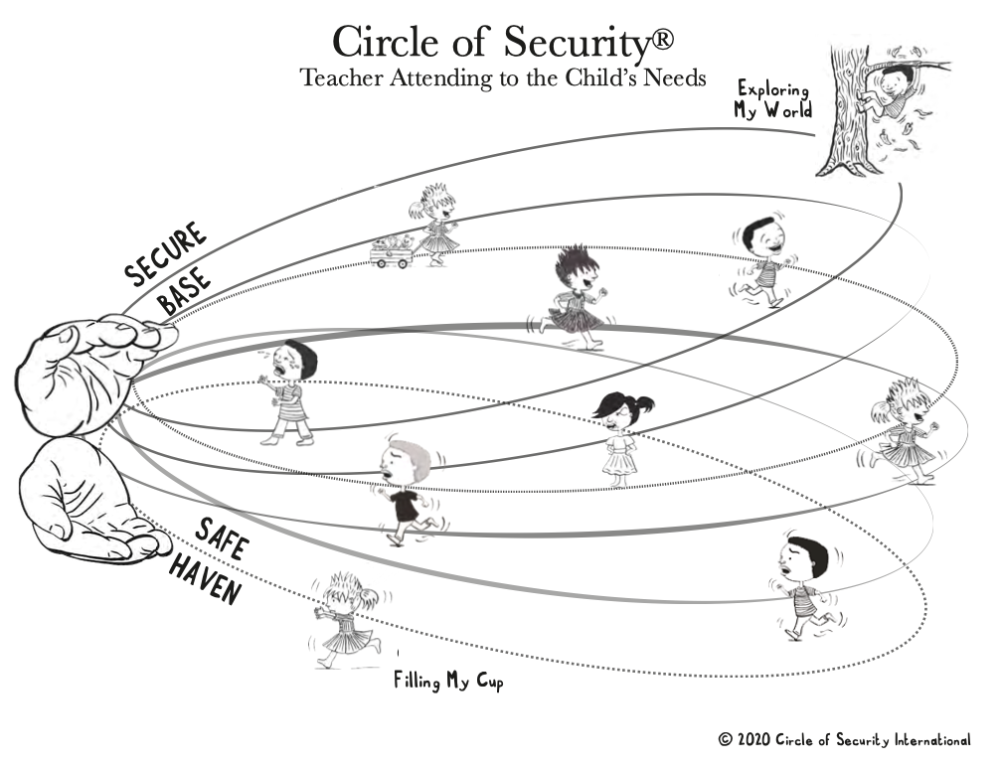 Circle of Security®
Teacher Attending to the Child's Needs
Exploring
My World
SECURE
BASE
SAFE
HAVEN
Filling My Cup
© 2020 Circle of Security International